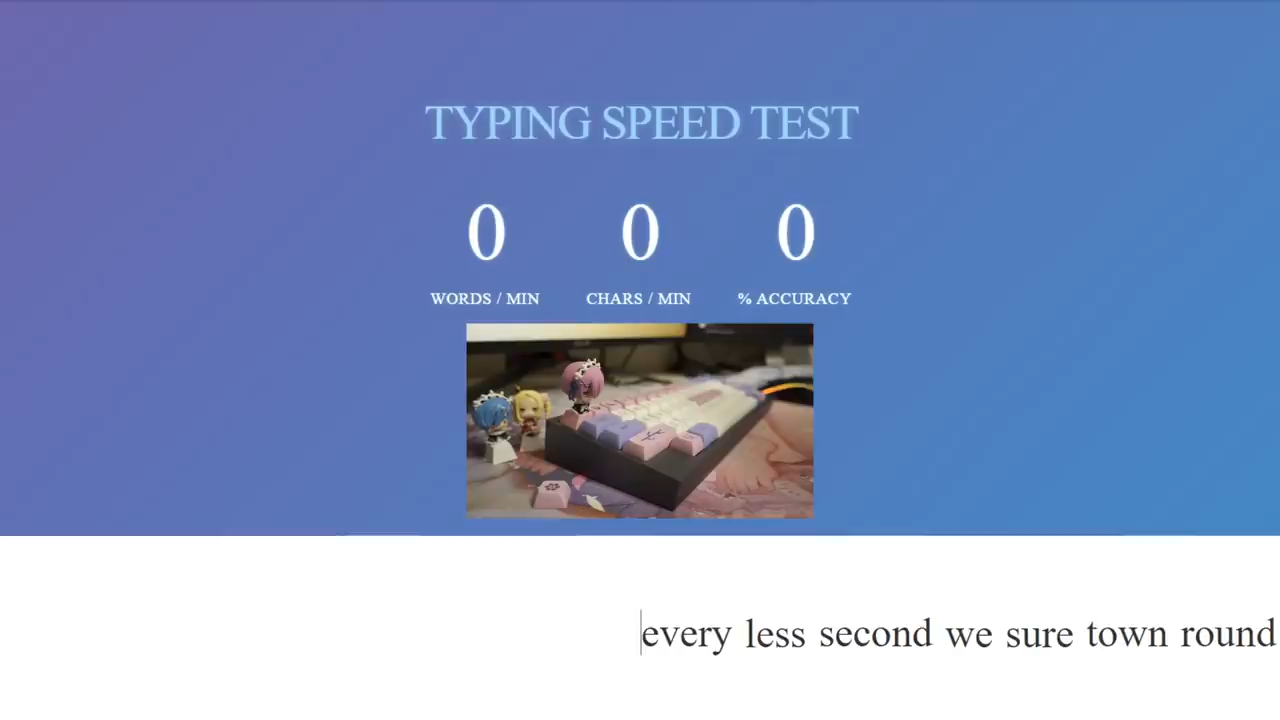 TYPING SPEED TEST
0 0 0
WORDS / MIN CHARS / MIN % ACCURACY
every less second we sure town round